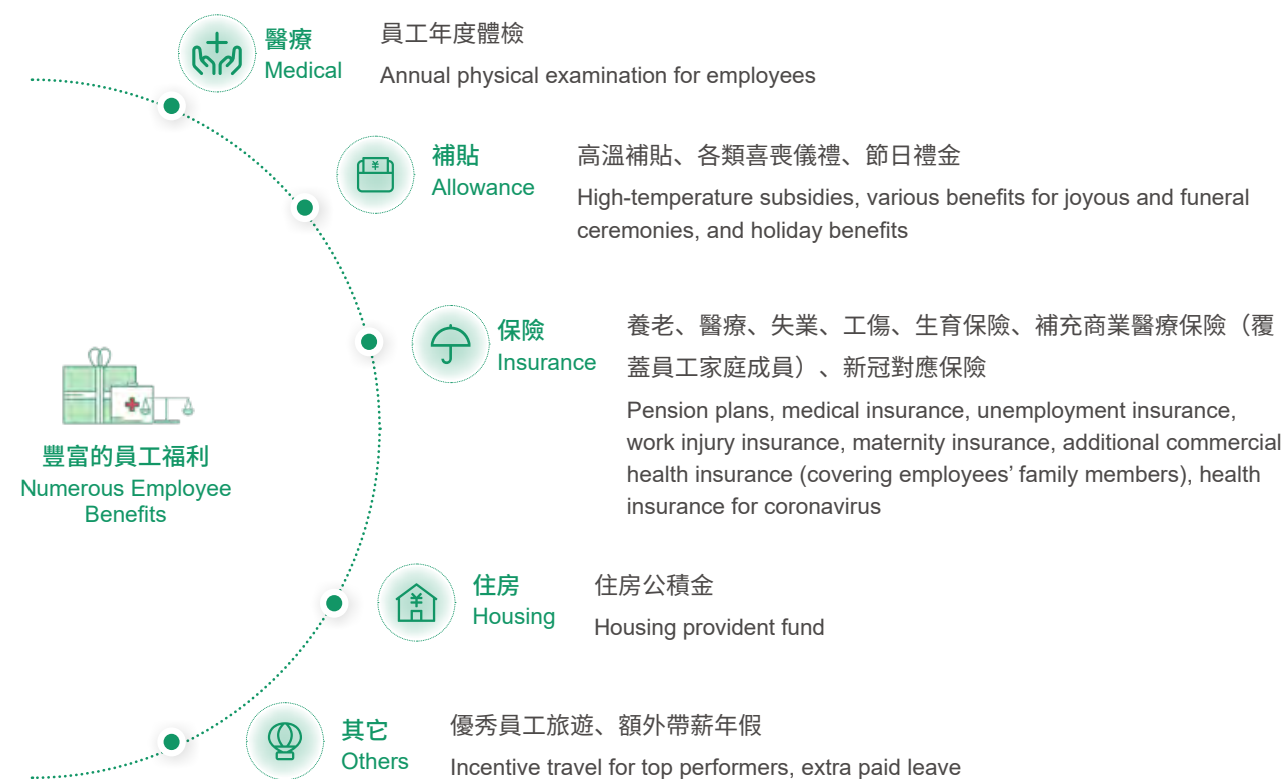 醫療
Medical
員工年度體檢
Annual physical examination for employees
補貼
Allowance
高溫補貼、各類喜喪儀禮、節日禮金
High-temperature subsidies, various benefits for joyous and funeral
ceremonies, and holiday benefits
保險
Insurance
養老、醫療、失業、工傷、生育保險、補充商業醫療保險（覆
蓋員工家庭成員）、新冠對應保險
Pension plans, medical insurance, unemployment insurance,
work injury insurance, maternity insurance, additional commercial
health insurance (covering employees’ family members), health
insurance for coronavirus
豐富的員工福利
Numerous Employee
Benefits
住房
Housing
住房公積金
Housing provident fund
其它
Others
優秀員工旅遊、額外帶薪年假
Incentive travel for top performers, extra paid leave